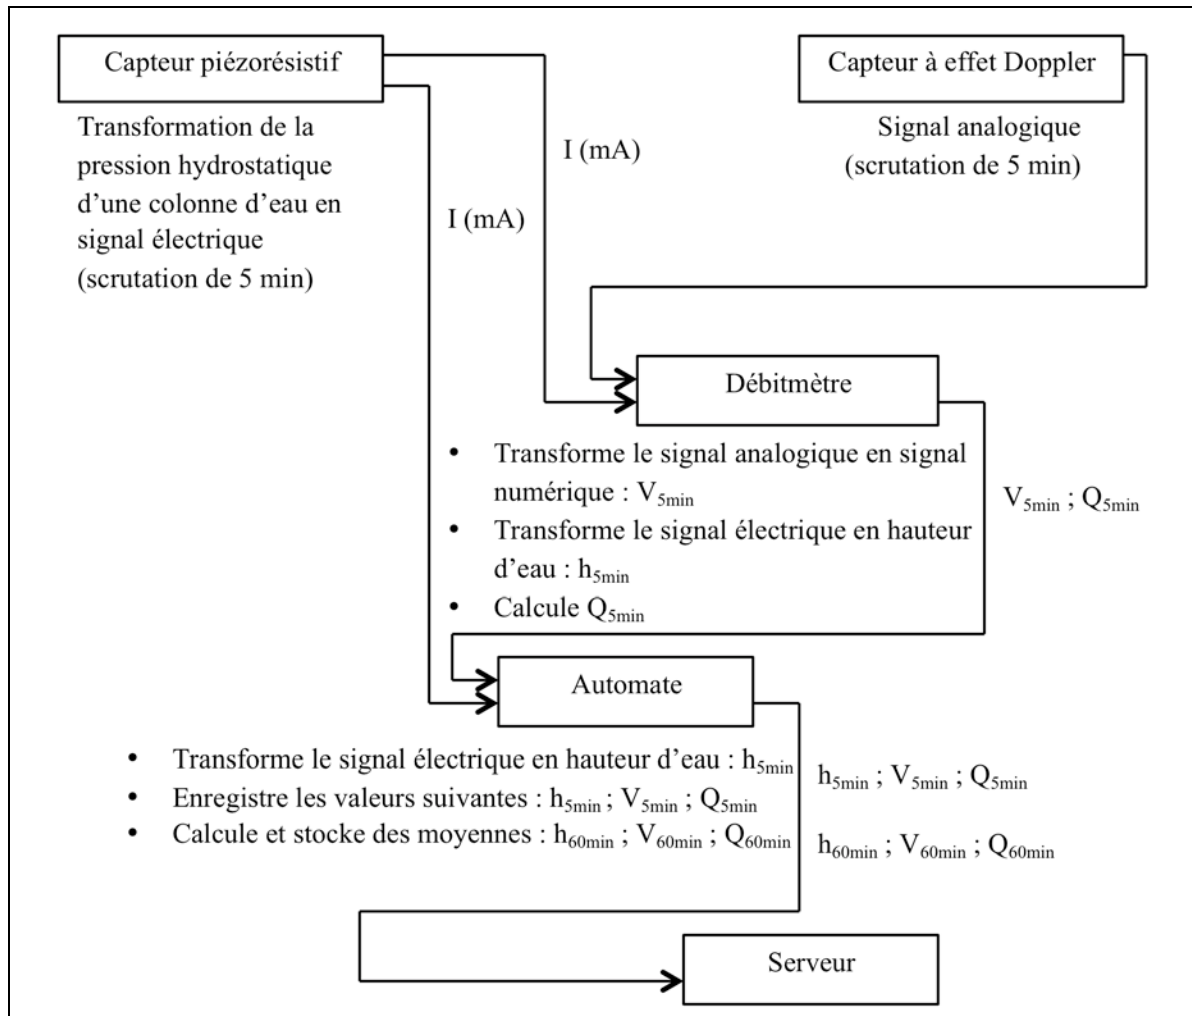 Capteur piézorésistif
Capteur à effet Doppler
Transformation de la
pression hydrostatique
d’une colonne d’eau en
signal électrique
(scrutation de 5 min)
I (mA)
I (mA)
Signal analogique
(scrutation de 5 min)
Débitmètre
• Transforme le signal analogique en signal
numérique : V5min
• Transforme le signal électrique en hauteur
d’eau : h5min
• Calcule Q5min
V5min ; Q5min
Automate
• Transforme le signal électrique en hauteur d’eau : h5min
• Enregistre les valeurs suivantes : h5min ; V5min ; Q5min
• Calcule et stocke des moyennes : h60min ; V60min ; Q60min
h5min ; V5min ; Q5min
h60min ; V60min ; Q60min
Serveur